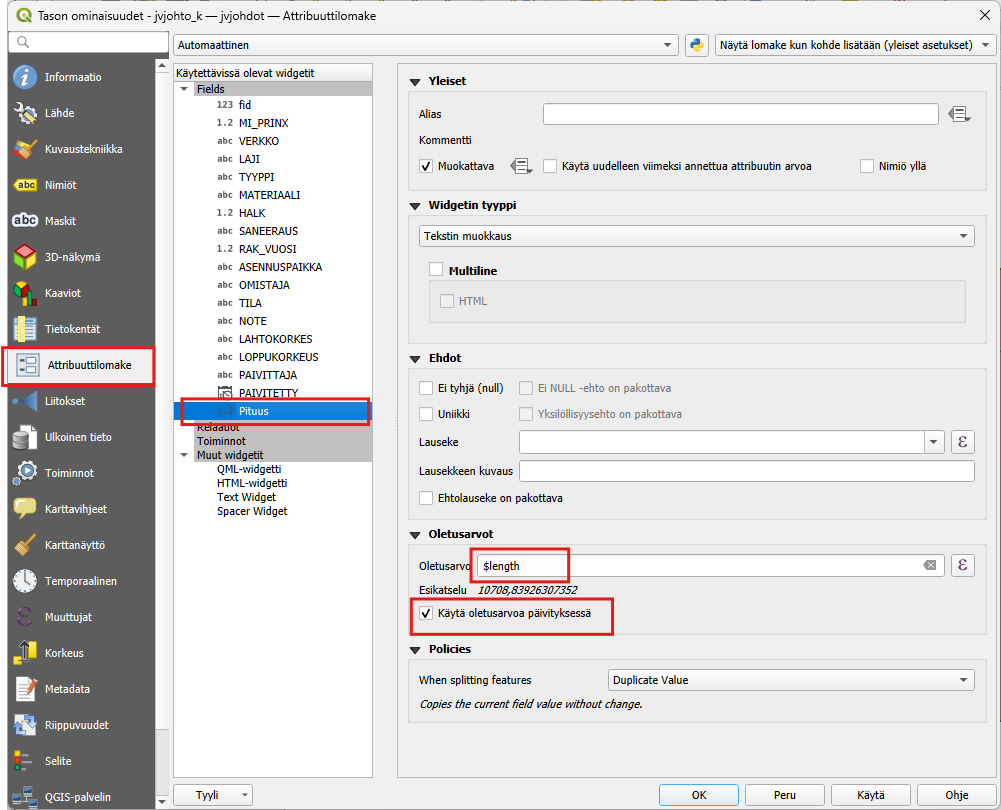 Tason ominaisuudet - jvjohto_k — jvjohdot — Attribuuttilomake
Automaattinen
Näytä lomake kun kohde lisätään (yleiset asetukset)
Informaatio
Lähde
Kuvaustekniikka
abc Nimiöt
abc Maskit
3D-näkymä
Kaaviot
Tietokentät
Attribuuttilomake
Liitokset
Ulkoinen tieto
Toiminnot
Karttavihjeet
Karttanäyttö
Temporaalinen
Muuttujat
Korkeus
Metadata
Riippuvuudet
Selite
QGIS-palvelin
Käytettävissä olevat widgetit
Fields
123 fid
1.2 MI_PRINX
abc VERKKO
abc LAJI
abc TYYPPI
abc MATERIAALI
1.2 HALK
abc SANEERAUS
1.2 RAK_VUOSI
abc ASENNUSPAIKKA
abc OMISTAJA
abc TILA
abc NOTE
abc LAHTOKORKES
abc LOPPUKORKEUS
abc PAIVITTAJA
PAIVITETTY
1.2 Pituus
Relaatiot
Toiminnot
Muut widgetit
QML-widgetti
HTML-widgetti
Text Widget
Spacer Widget
Yleiset
Alias
Kommentti
Muokattava
Käytä uudelleen viimeksi annettua attribuutin arvoa
Nimiö yllä
Widgetin tyyppi
Tekstin muokkaus
Multiline
HTML
Ehdot
Ei tyhjä (null)
Ei NULL -ehto on pakottava
Uniikki
Yksilöllisyysehto on pakottava
Lauseke
ε
Lausekkeen kuvaus
Ehtolauseke on pakottava
Oletusarvot
Oletusarvo
$length
ε
Esikatselu
10708,83926307352
Käytä oletusarvoa päivityksessä
Policies
When splitting features
Duplicate Value
Copies the current field value without change.
Tyyli
OK
Peru
Käytä
Ohje